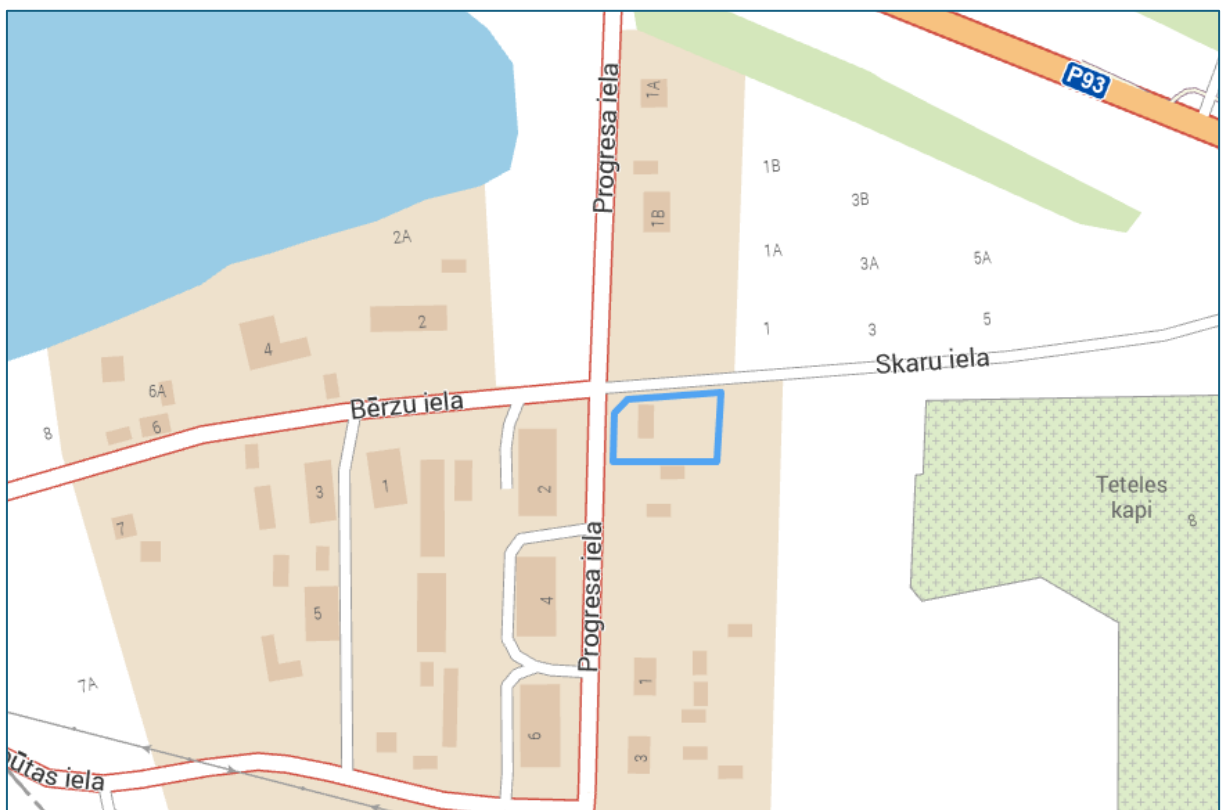 P93
1A
Progresa iela
1B
1B
3B
2A
1A
3A
5A
2
1
3
5
4
Skaru iela
6A
Bērzu iela
8
6
3
1
2
Teteles
kapi
8
7
Progresa iela
4
5
1
7A
6
3
ūtas iela